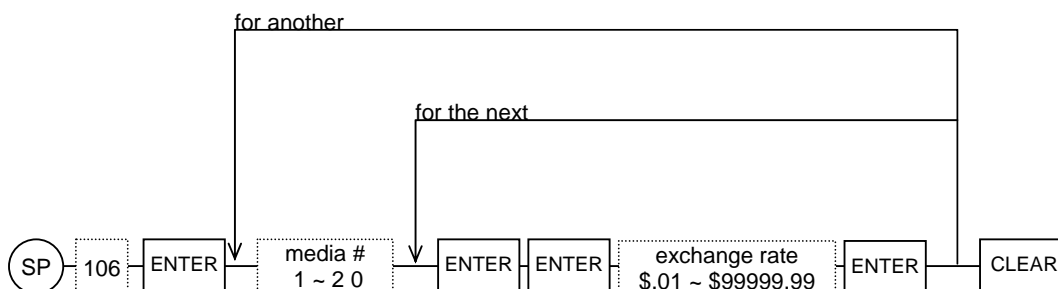 for another
for the next
SP
106
ENTER
media #
1 ~ 2 0
ENTER
ENTER
exchange rate
$.01 ~ $99999.99
ENTER
CLEAR